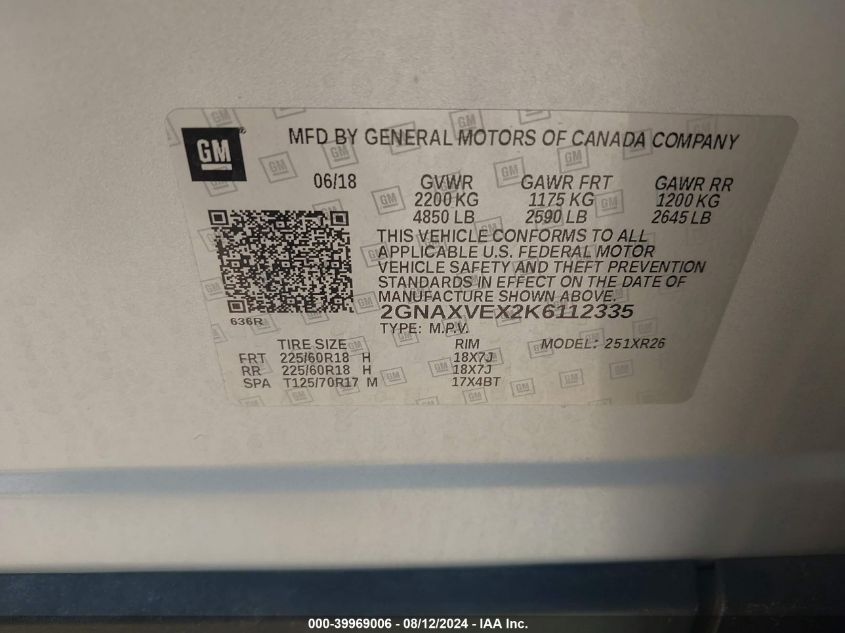 GM
MFD BY GENERAL MOTORS OF CANADA COMPANY
06/18 GVWR GAWR FRT GAWR RR
2200 KG 1175 KG 1200 KG
4850 LB 2590 LB 2645 LB
THIS VEHICLE CONFORMS TO ALL
APPLICABLE U.S. FEDERAL MOTOR
VEHICLE SAFETY AND THEFT PREVENTION
STANDARDS IN EFFECT ON THE DATE OF
MANUFACTURE SHOWN ABOVE.
2GNAXVEX2K6112335
636R
TYPE: M.P.V.
TIRE SIZE RIM MODEL: 251XR26
FRT 225/60R18 H 18X7J
RR 225/60R18 H 18X7J
SPA T125/70R17 M 17X4BT
000-39969006 - 08/12/2024 - IAA Inc.